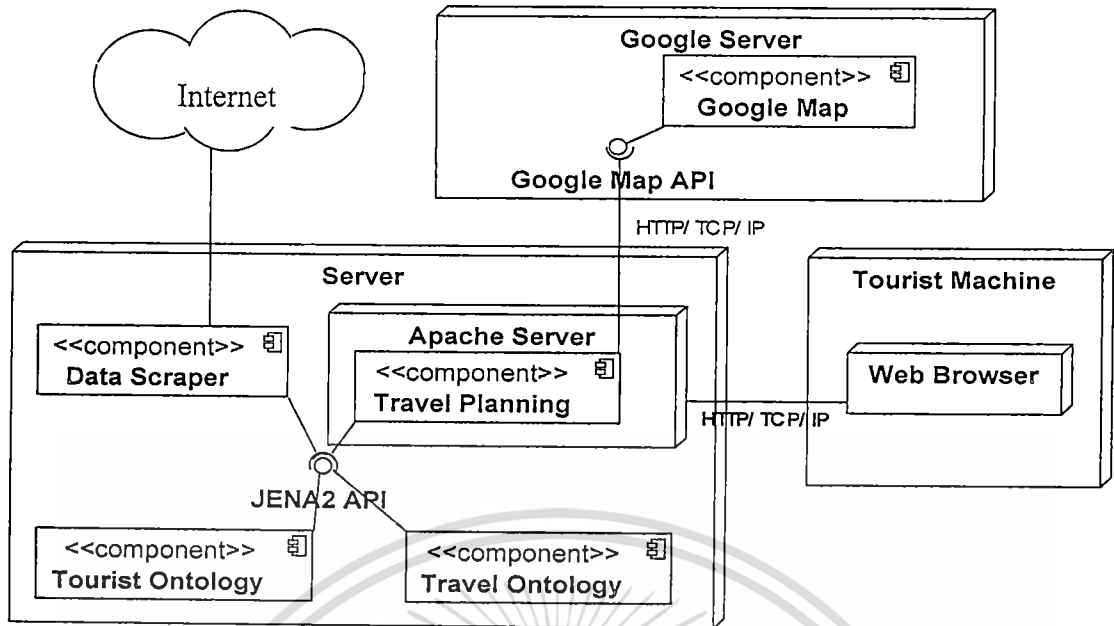 Internet
Google Server
<<component>>
Google Map
Google Map API
HTTP/ TCP/ IP
Server
<<component>>
Data Scraper
Apache Server
<<component>>
Travel Planning
JENA2 API
<<component>>
Tourist Ontology
<<component>>
Travel Ontology
HTTP/ TCP/ IP
Tourist Machine
Web Browser